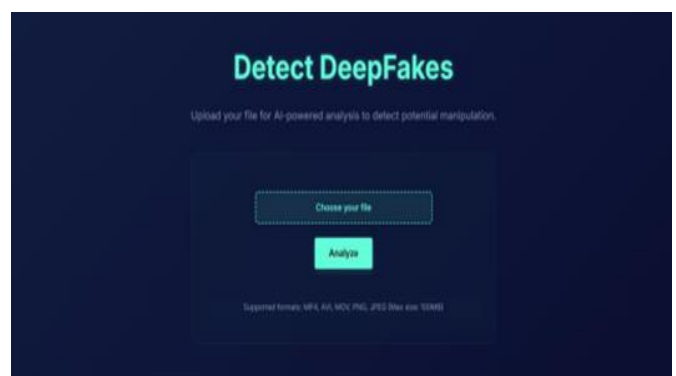 Detect DeepFakes
Upload your file for AI-powered analysis to detect potential manipulation.
Choose your file
Analyze
Supported formats: MP4, AVI, MOV, PNG, JPEG (Max size: 100MB)